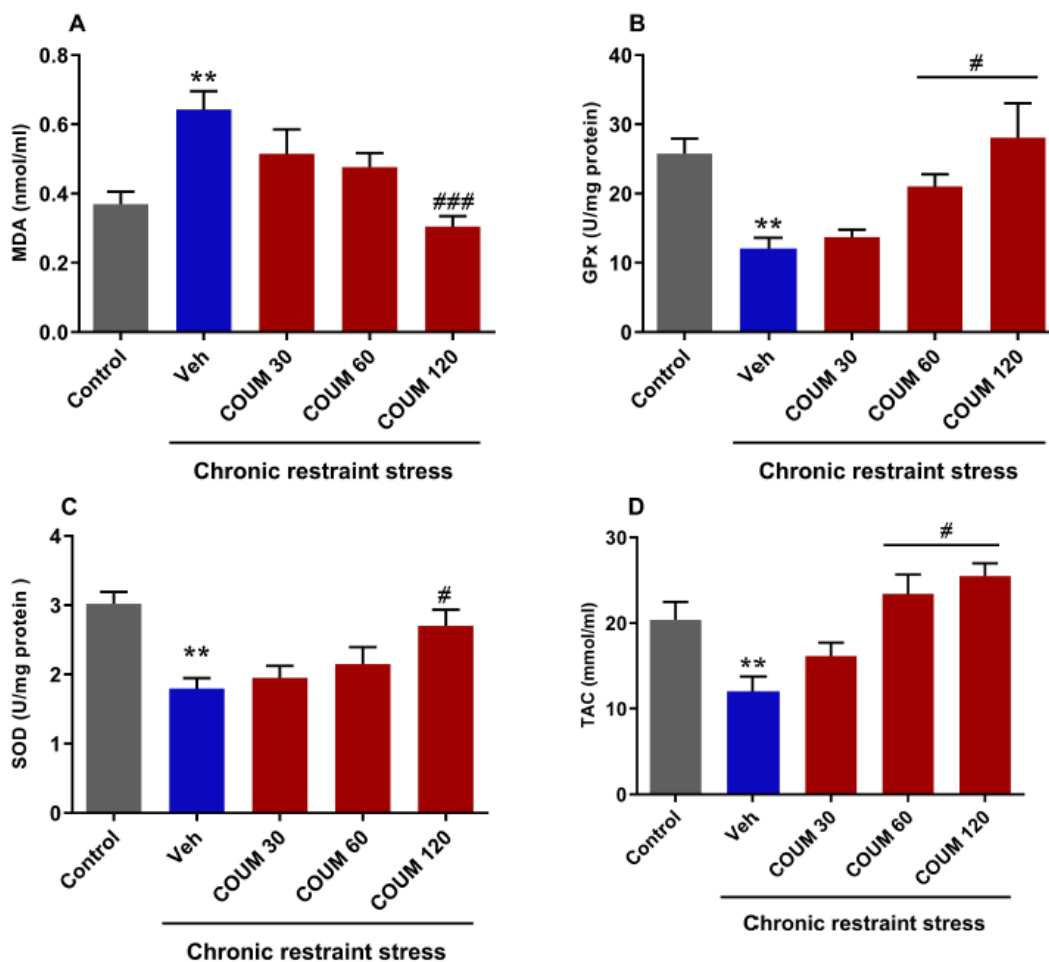 A
MDA (nmol/ml)
0.8
0.6
0.4
0.2
0.0
**
###
Control
Veh
COUM 30
COUM 60
COUM 120
Chronic restraint stress
B
GPx (U/mg protein)
40
30
20
10
0
**
#
Control
Veh
COUM 30
COUM 60
COUM 120
Chronic restraint stress
C
SOD (U/mg protein )
4
3
2
1
0
**
#
Control
Veh
COUM 30
COUM 60
COUM 120
Chronic restraint stress
D
TAC (mmol/ml)
30
20
10
0
**
#
Control
Veh
COUM 30
COUM 60
COUM 120
Chronic restraint stress